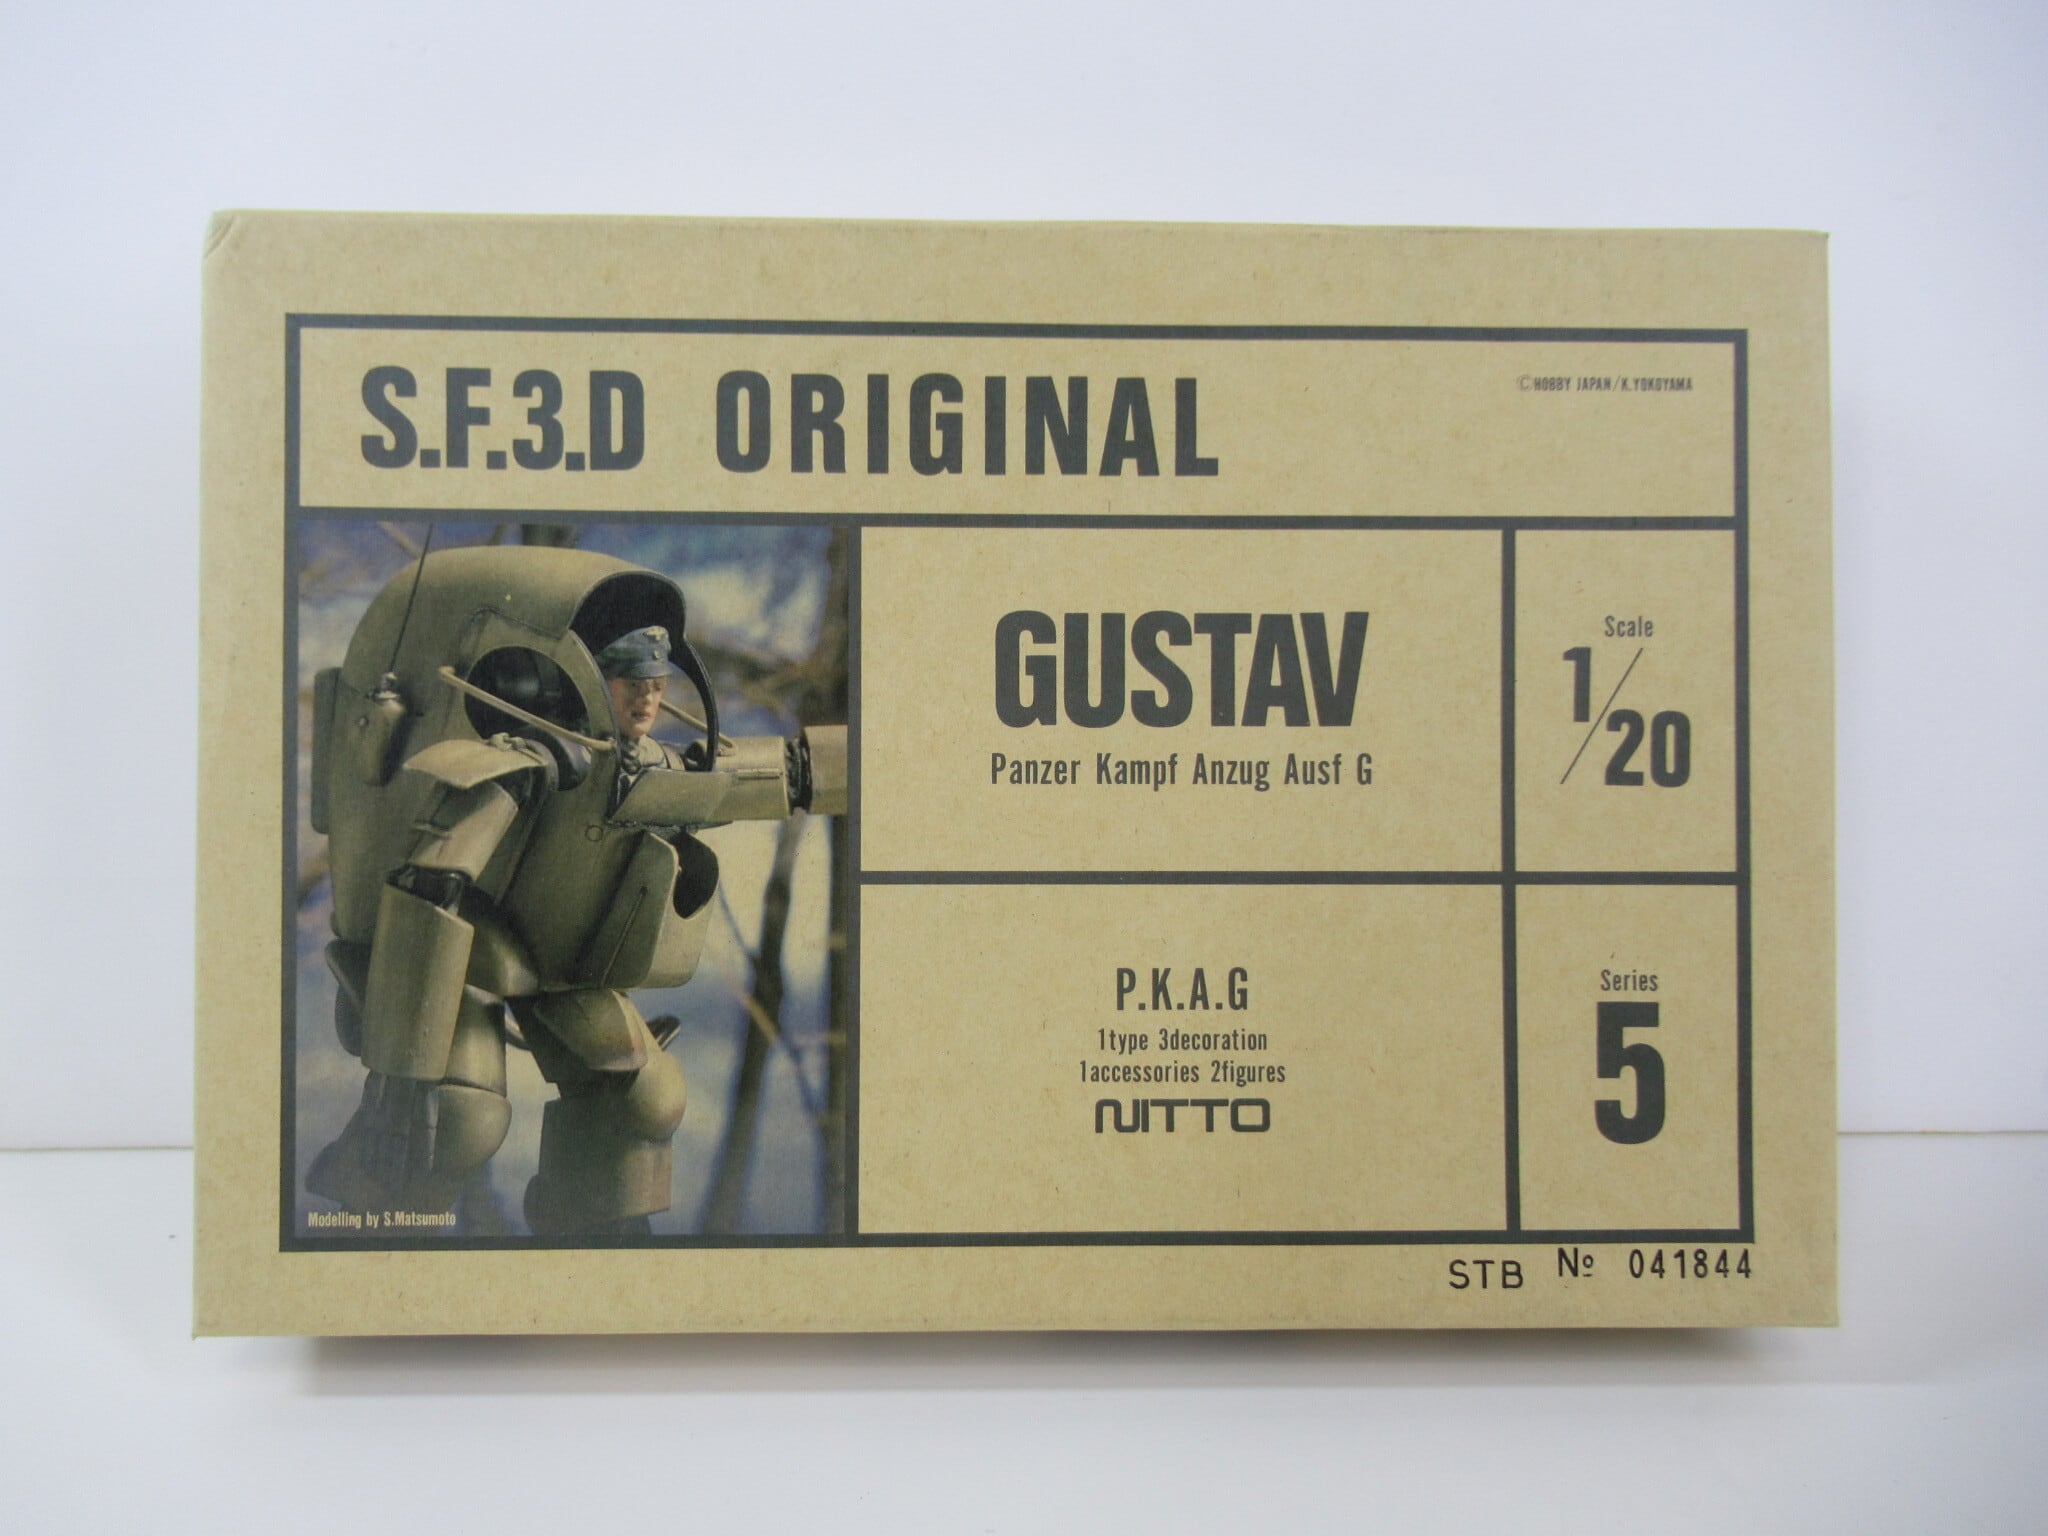 S.F.3.D ORIGINAL
©HOBBY JAPAN/K.YOKOYAMA
GUSTAV
Panzer Kampf Anzug Ausf G
Scale
1/20
P.K.A.G
1type 3decoration
1accessories 2figures
NITTO
Series
5
Modelling by S.Matsumoto
STB № 041844